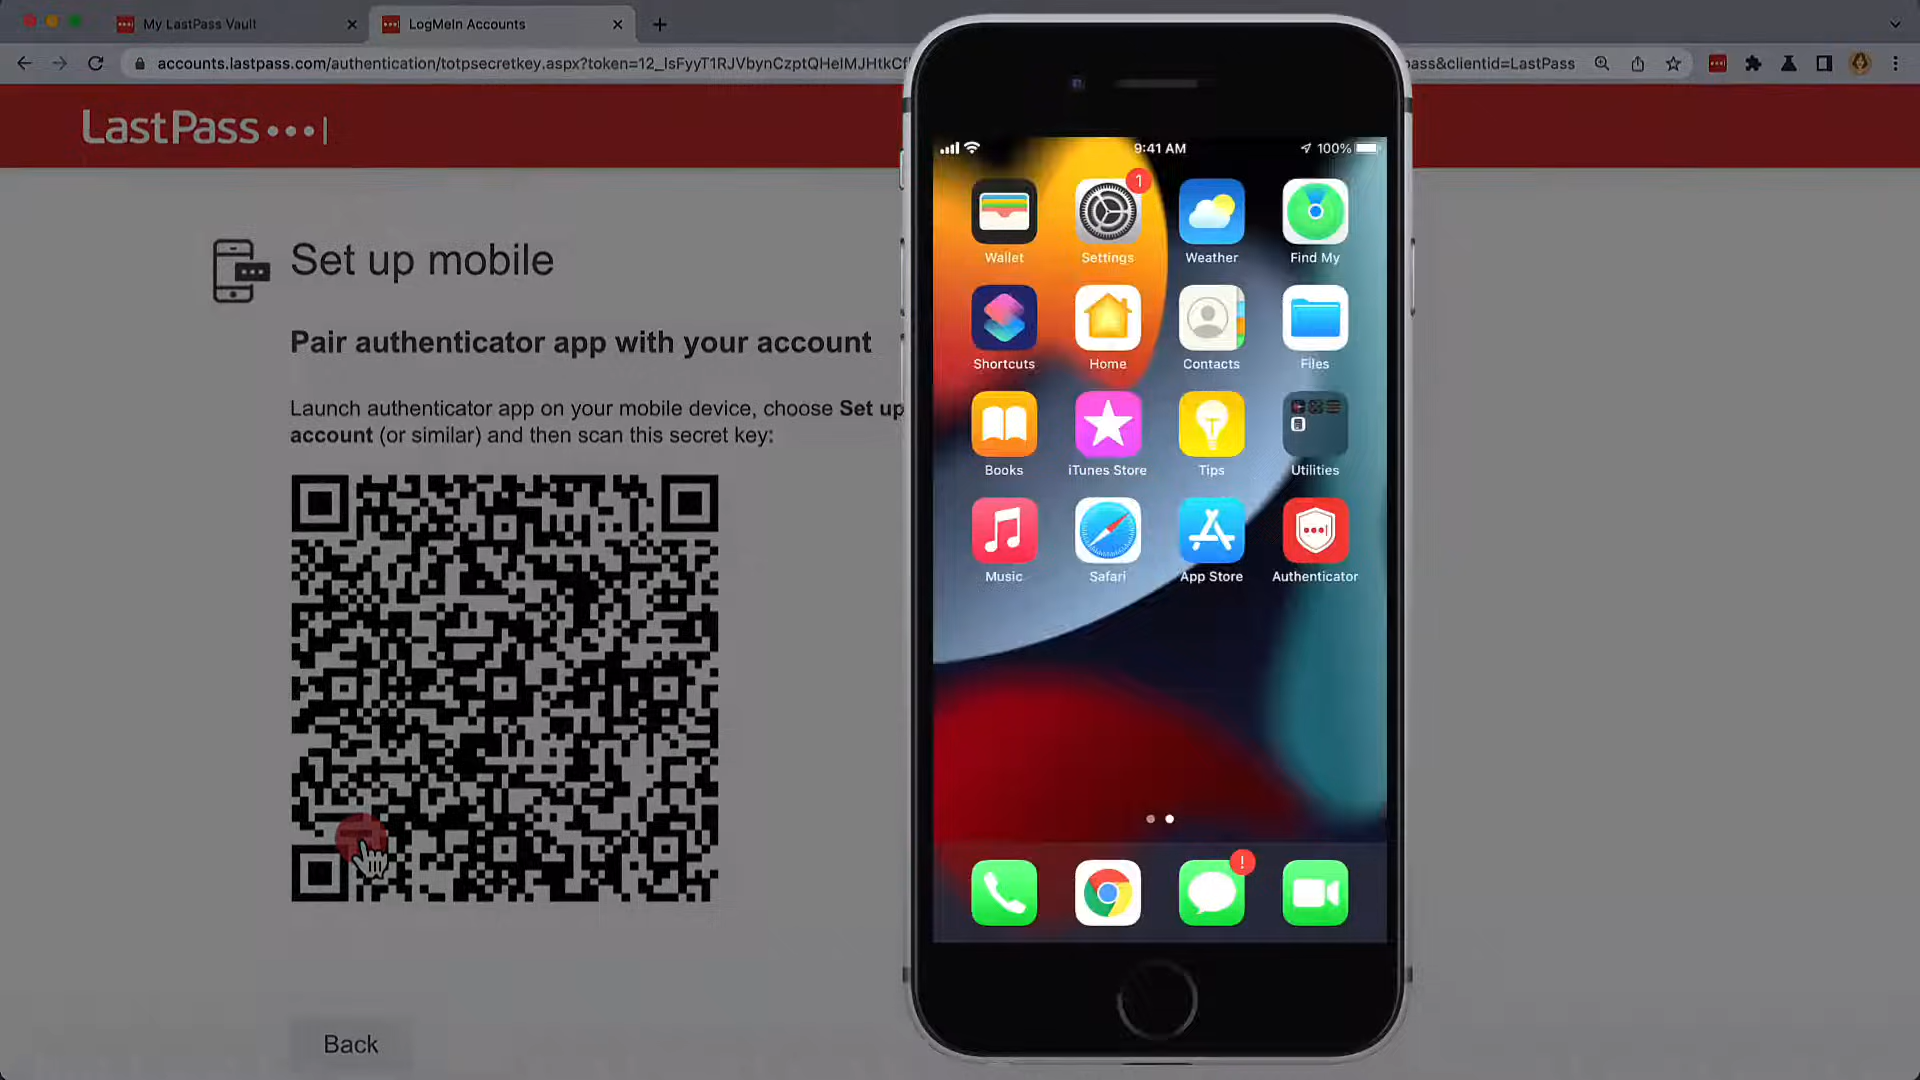 My LastPass Vault
LogMeIn Accounts
accounts.lastpass.com/authentication/totpsecretkey.aspx?token=
pass&clientid=LastPass
LastPass
Set up mobile
Pair authenticator app with your account
Launch authenticator app on your mobile device, choose Set up
account (or similar) and then scan this secret key:
Back
9:41 AM
100%
1
Wallet
Settings
Weather
Find My
Shortcuts
Home
Contacts
Files
Books
iTunes Store
Tips
Utilities
Music
Safari
App Store
Authenticator
!